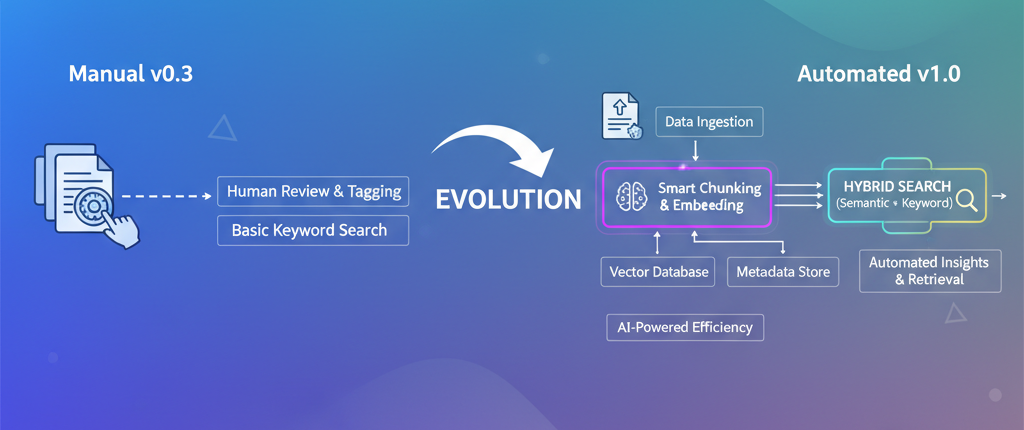 Manual v0.3
Human Review & Tagging
Basic Keyword Search
EVOLUTION
Automated v1.0
Data Ingestion
Smart Chunking
& Embedding
HYBRID SEARCH
(Semantic + Keyword)
Vector Database
Metadata Store
Automated Insights
& Retrieval
AI-Powered Efficiency